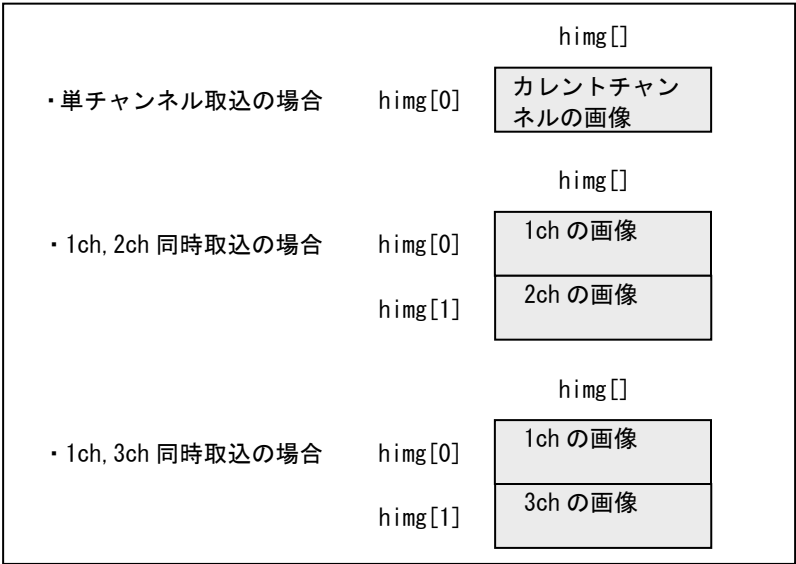 himg[]
・単チャンネル取込の場合 himg[0] カレントチャン
ネルの画像
himg[]
・1ch, 2ch 同時取込の場合 himg[0] 1ch の画像
himg[1] 2ch の画像
himg[]
・1ch, 3ch 同時取込の場合 himg[0] 1ch の画像
himg[1] 3ch の画像